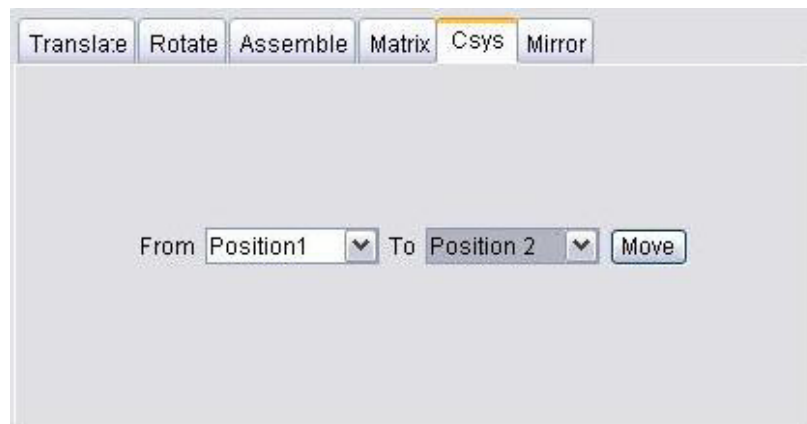 Translate Rotate Assemble Matrix Csys Mirror
From Position1 To Position 2 Move